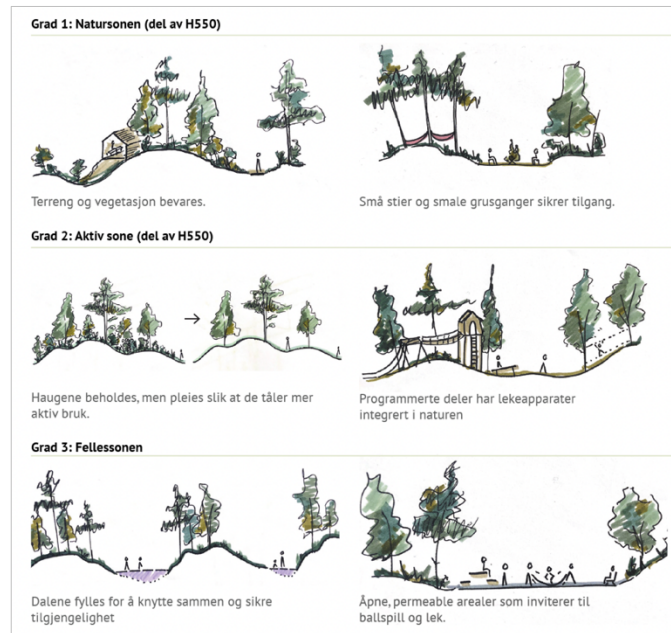 Grad 1: Natursonen (del av H550)
Terreng og vegetasjon bevares.
Små stier og smale grusganger sikrer tilgang.
Grad 2: Aktiv sone (del av H550)
Haugene beholdes, men pleies slik at de tåler mer
aktiv bruk.
Programmerte deler har lekeapparater
integrert i naturen
Grad 3: Fellessonen
Dalene fylles for å knytte sammen og sikre
tilgjengelighet
Åpne, permeable arealer som inviterer til
ballspill og lek.